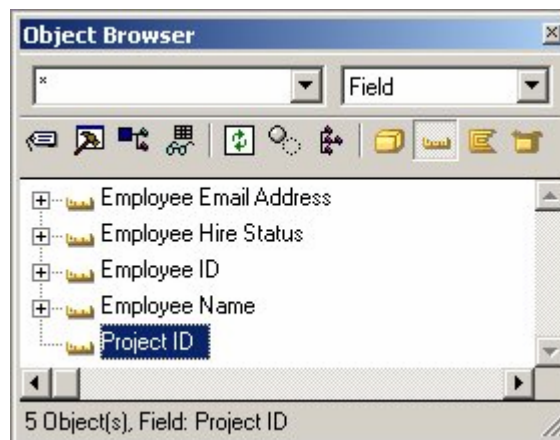 Object Browser
* Field
Employee Email Address
Employee Hire Status
Employee ID
Employee Name
Project ID
5 Object(s), Field: Project ID